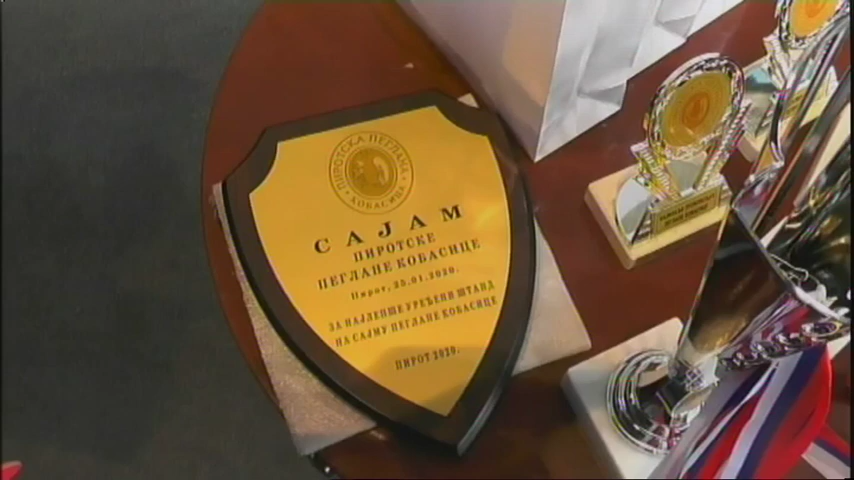 ПИРОТСКА ПЕГЛАНА
КОБАСИЦА
САЈАМ
ПИРОТСКЕ
ПЕГЛАНЕ КОБАСИЦЕ
Пирот, 25.01.2020.
ЗА НАЈЛЕПШЕ УРЕЂЕНИ ШТАНД
НА САЈМУ ПЕГЛАНЕ КОБАСИЦЕ
ПИРОТ 2020.